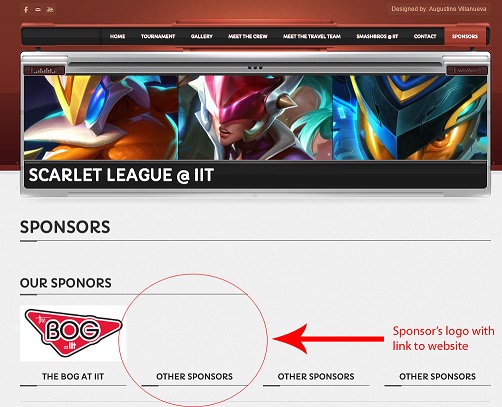 Designed by: Augustine Villanueva
HOME TOURNAMENT GALLERY MEET THE CREW MEET THE TRAVEL TEAM SMASHBROS @ IIT CONTACT SPONSORS
SCARLET LEAGUE @ IIT
SPONSORS
OUR SPONORS
the
BOG
at iit
Sponsor's logo with
link to website
THE BOG AT IIT OTHER SPONSORS OTHER SPONSORS OTHER SPONSORS